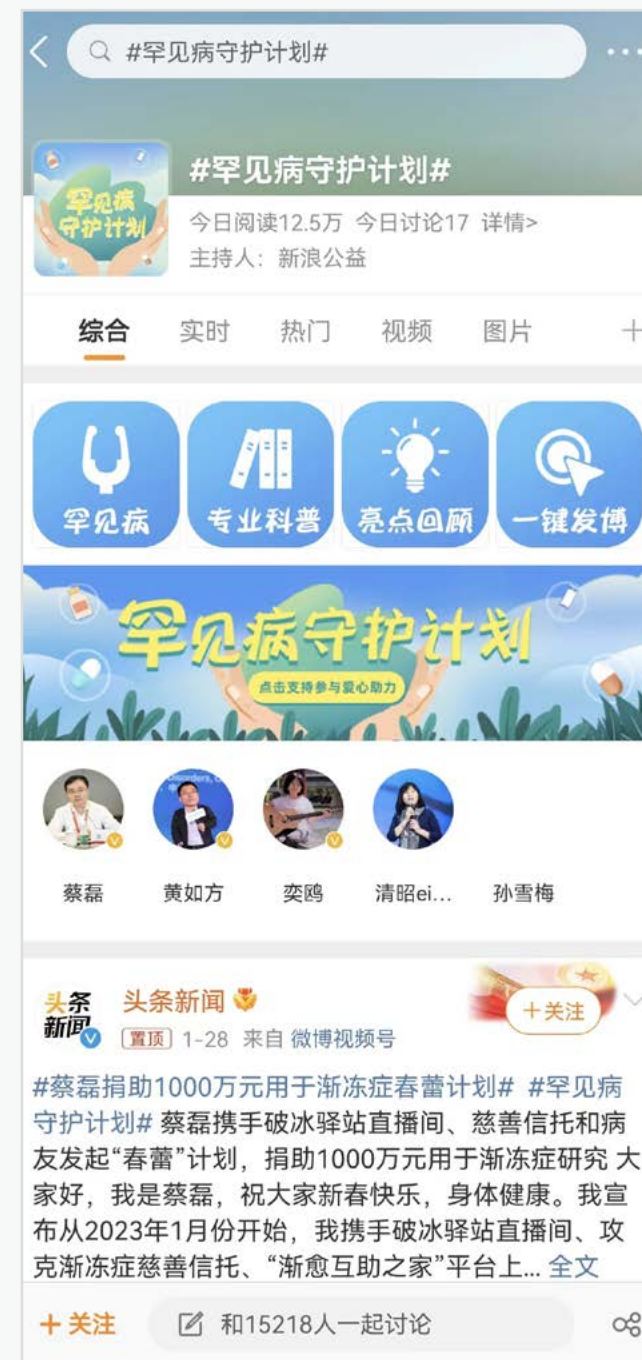 #罕见病守护计划#
#罕见病守护计划#
罕见病
守护计划
今日阅读12.5万 今日讨论17 详情>
主持人：新浪公益
综合 实时 热门 视频 图片
罕见病 专业科普 亮点回顾 一键发博
罕见病守护计划
点击支持参与爱心助力
蔡磊 黄如方 奕鸥 清昭ei... 孙雪梅
头条
新闻
头条新闻
+关注
置顶 1-28 来自 微博视频号
#蔡磊捐助1000万元用于渐冻症春蕾计划# #罕见病
守护计划# 蔡磊携手破冰驿站直播间、慈善信托和病
友发起“春蕾”计划，捐助1000万元用于渐冻症研究 大
家好，我是蔡磊，祝大家新春快乐，身体健康。我宣
布从2023年1月份开始，我携手破冰驿站直播间、攻
克渐冻症慈善信托、“渐愈互助之家”平台上... 全文
+关注 和15218人一起讨论